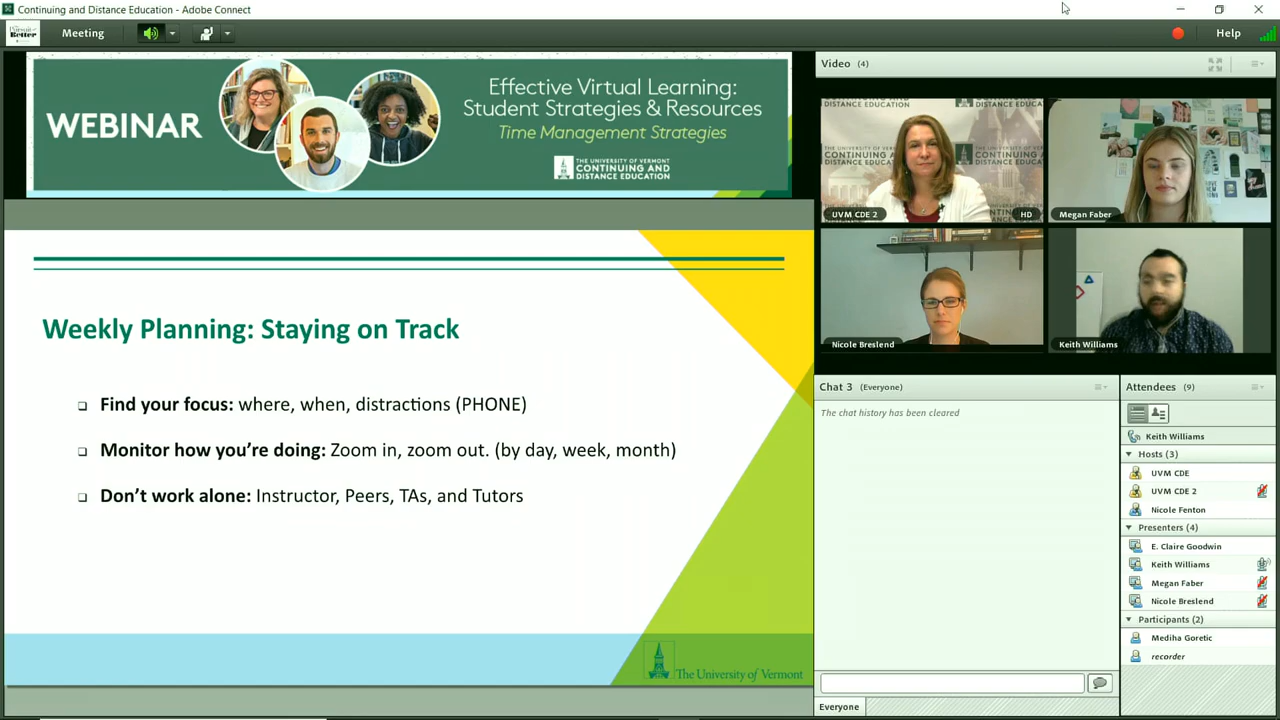 Continuing and Distance Education - Adobe Connect
Meeting
Help
WEBINAR
Effective Virtual Learning:
Student Strategies & Resources
Time Management Strategies
THE UNIVERSITY OF VERMONT
CONTINUING AND
DISTANCE EDUCATION
Weekly Planning: Staying on Track
❑ Find your focus: where, when, distractions (PHONE)
❑ Monitor how you're doing: Zoom in, zoom out. (by day, week, month)
❑ Don't work alone: Instructor, Peers, TAs, and Tutors
The University of Vermont
Video (4)
UVM CDE 2
HD
Megan Faber
Nicole Breslend
Keith Williams
Chat 3 (Everyone)
The chat history has been cleared
Everyone
Attendees (9)
Keith Williams
Hosts (3)
UVM CDE
UVM CDE 2
Nicole Fenton
Presenters (4)
E. Claire Goodwin
Keith Williams
Megan Faber
Nicole Breslend
Participants (2)
Mediha Goretic
recorder